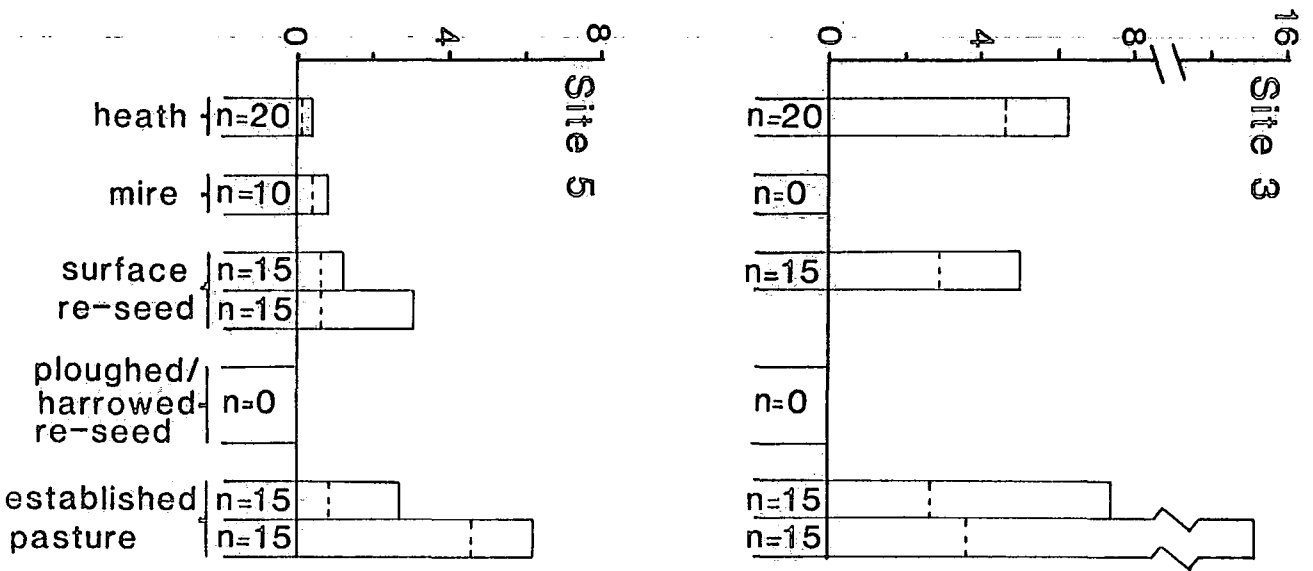 0 4 8
Site 5
heath n=20
mire n=10
surface n=15
re-seed n=15
ploughed/
harrowed n=0
re-seed
established n=15
pasture n=15
0 4 8 16
Site 3
n=20
n=0
n=15
n=0
n=15
n=15